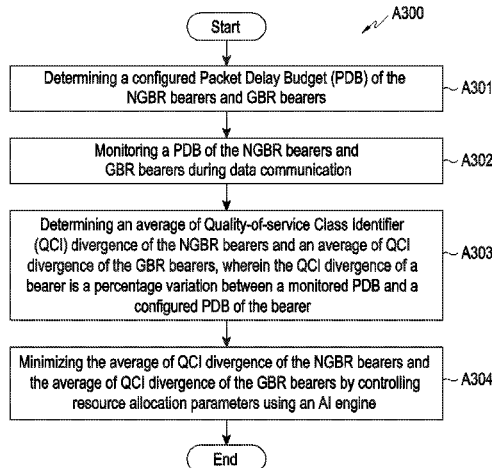 Start
A300
Determining a configured Packet Delay Budget (PDB) of the
NGBR bearers and GBR bearers
A301
Monitoring a PDB of the NGBR bearers and
GBR bearers during data communication
A302
Determining an average of Quality-of-service Class Identifier
(QCI) divergence of the NGBR bearers and an average of QCI
divergence of the GBR bearers, wherein the QCI divergence of a
bearer is a percentage variation between a monitored PDB and a
configured PDB of the bearer
A303
Minimizing the average of QCI divergence of the NGBR bearers and
the average of QCI divergence of the GBR bearers by controlling
resource allocation parameters using an AI engine
A304
End